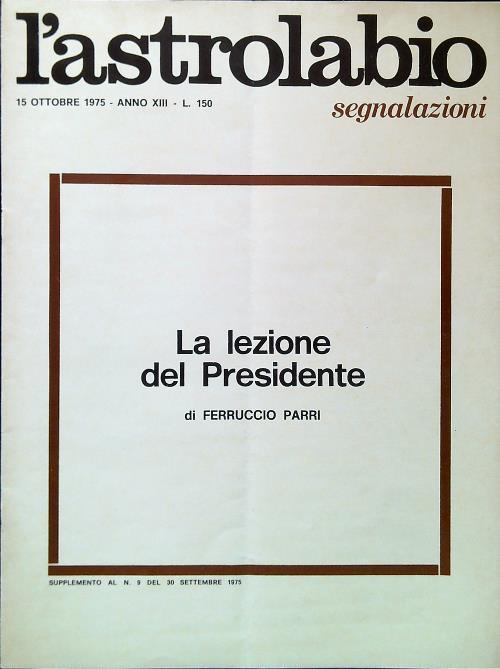 l'astrolabio
15 OTTOBRE 1975 - ANNO XIII - L. 150
segnalazioni
La lezione
del Presidente
di FERRUCCIO PARRI
SUPPLEMENTO AL N. 9 DEL 30 SETTEMBRE 1975